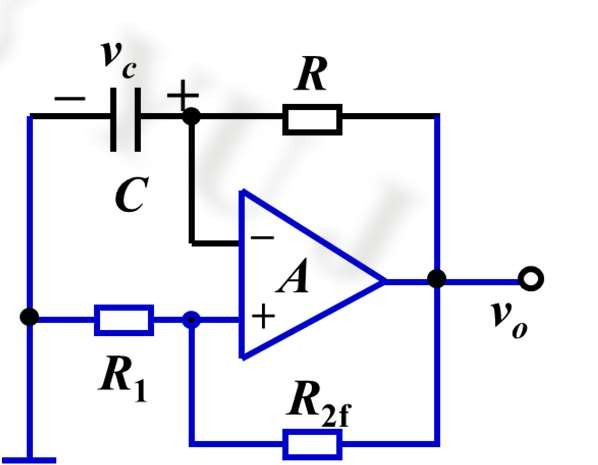 v_c
− +
R
C
−
A
+
v_o
R_1
R_2f